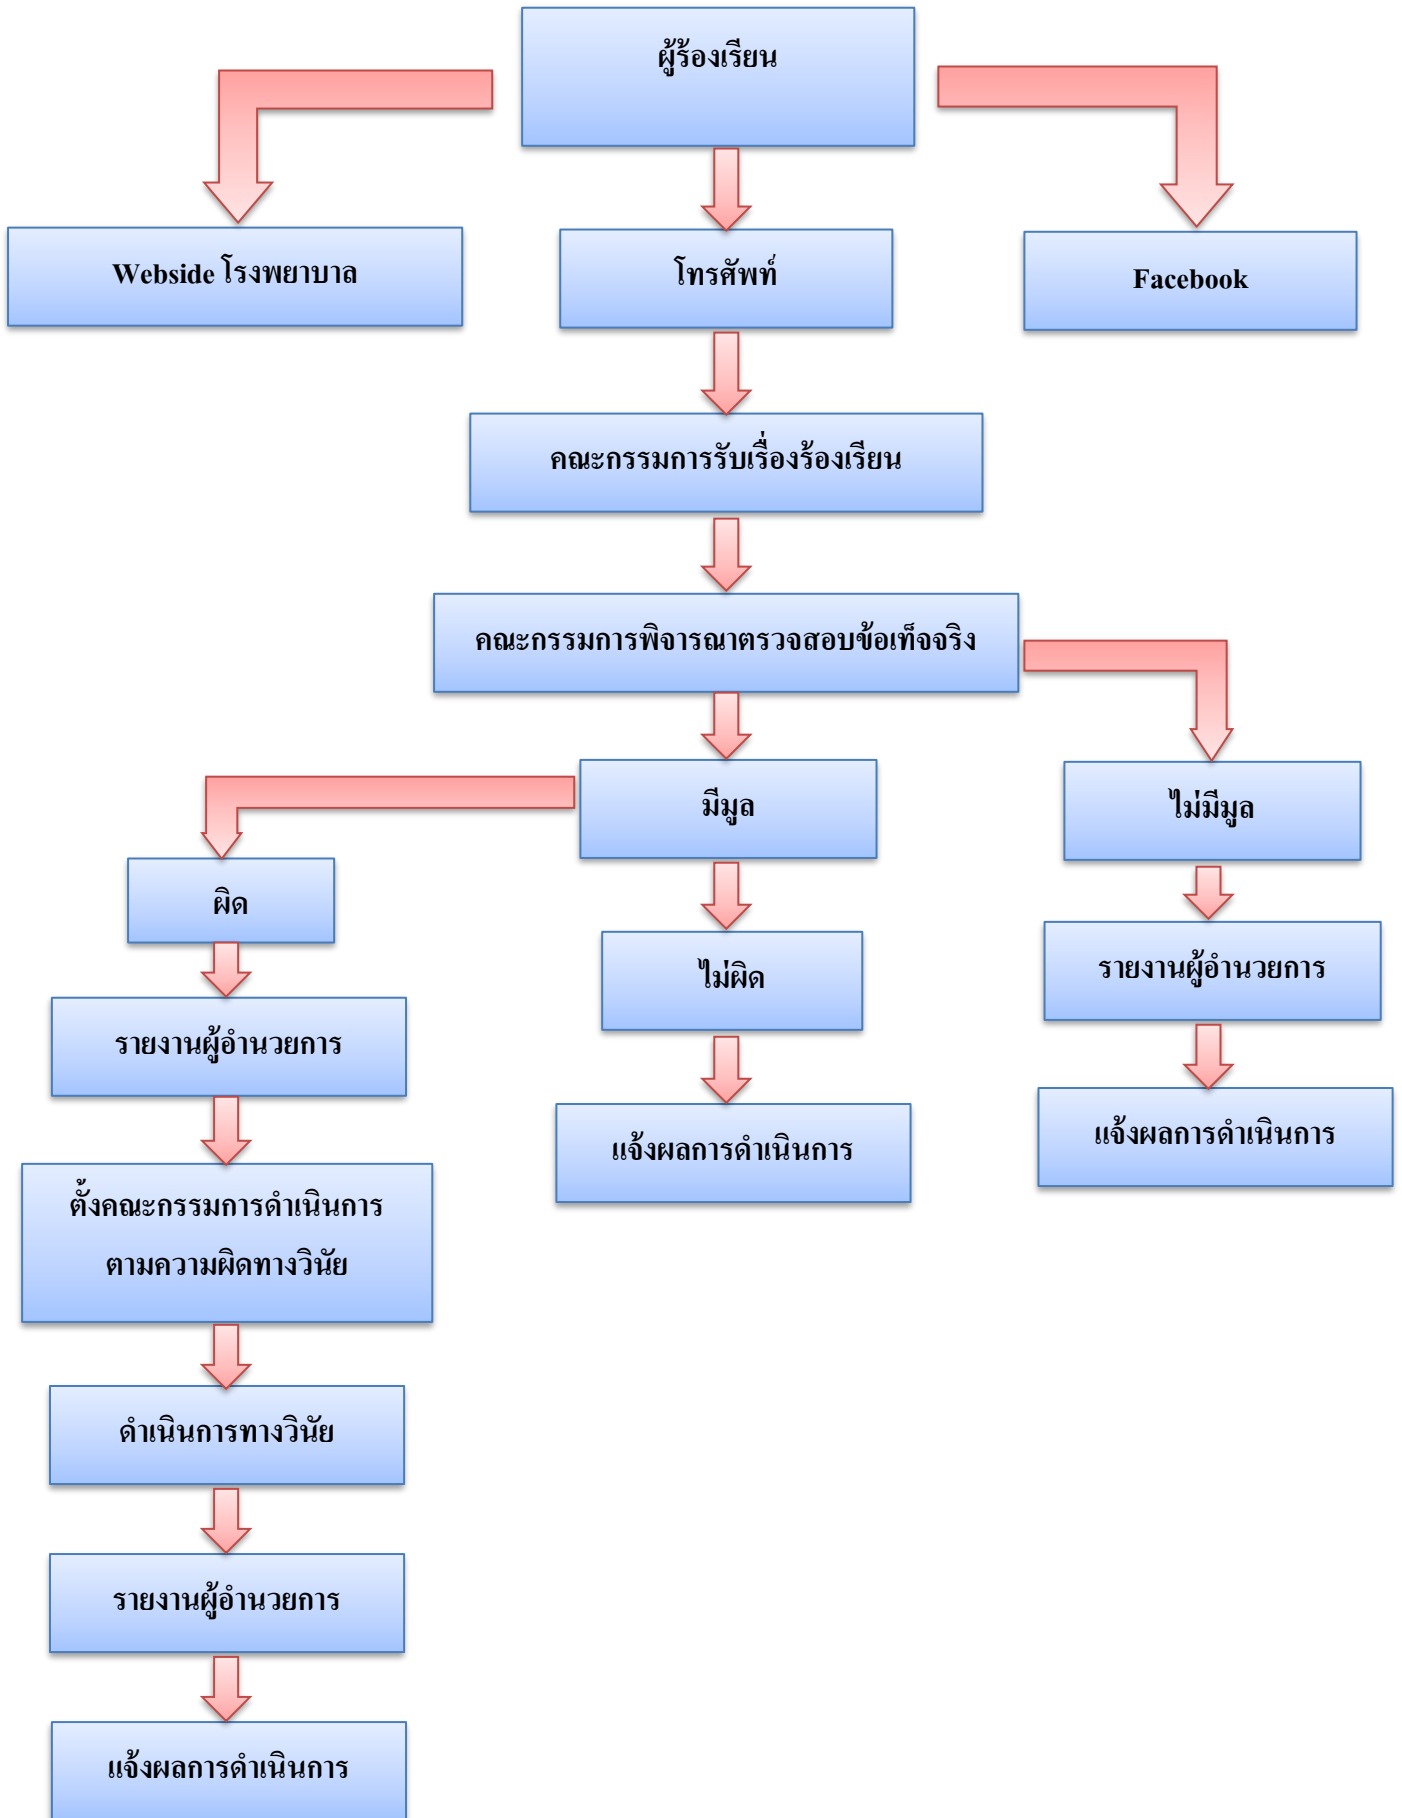 ผู้ร้องเรียน
Webside โรงพยาบาล
โทรศัพท์
Facebook
คณะกรรมการรับเรื่องร้องเรียน
คณะกรรมการพิจารณาตรวจสอบข้อเท็จจริง
มีมูล
ไม่มีมูล
ผิด
ไม่ผิด
รายงานผู้อำนวยการ
รายงานผู้อำนวยการ
แจ้งผลการดำเนินการ
แจ้งผลการดำเนินการ
ตั้งคณะกรรมการดำเนินการ
ตามความผิดทางวินัย
ดำเนินการทางวินัย
รายงานผู้อำนวยการ
แจ้งผลการดำเนินการ